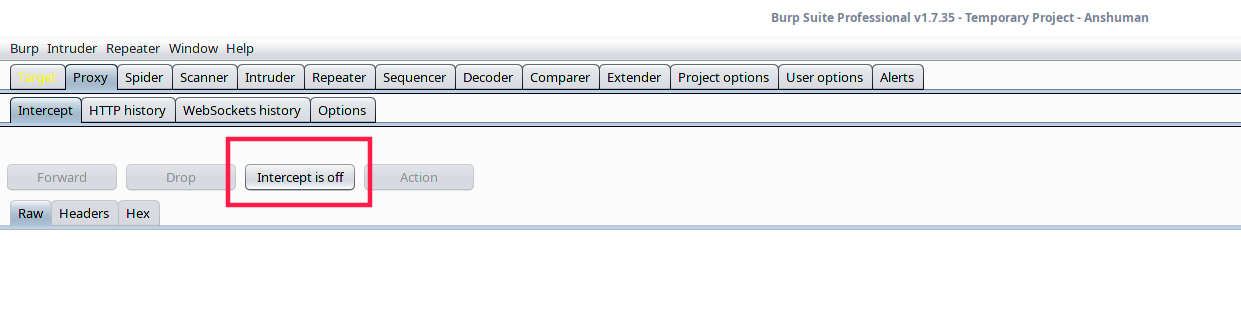 Burp Suite Professional v1.7.35 - Temporary Project - Anshuman
Burp Intruder Repeater Window Help
Target Proxy Spider Scanner Intruder Repeater Sequencer Decoder Comparer Extender Project options User options Alerts
Intercept HTTP history WebSockets history Options
Forward Drop Intercept is off Action
Raw Headers Hex